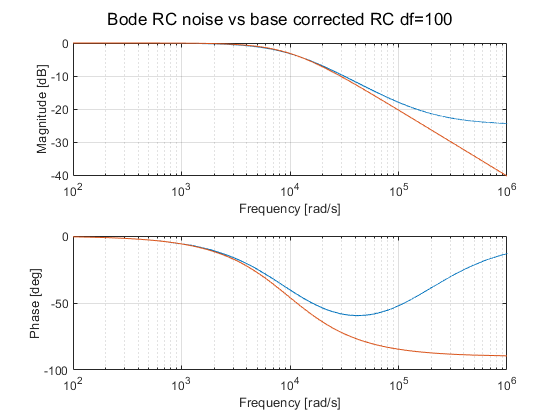 Bode RC noise vs base corrected RC df=100
Magnitude [dB]
0
-10
-20
-30
-40
10^2 10^3 10^4 10^5 10^6
Frequency [rad/s]
Phase [deg]
0
-50
-100
10^2 10^3 10^4 10^5 10^6
Frequency [rad/s]